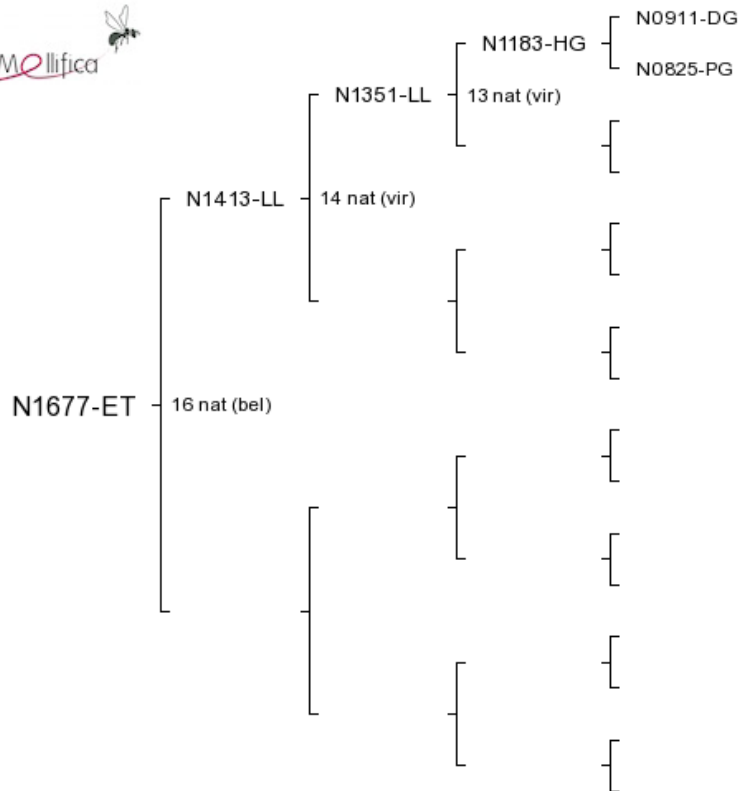 Mellifica
N0911-DG
N1183-HG
N0825-PG
N1351-LL
13 nat (vir)
N1413-LL
14 nat (vir)
N1677-ET
16 nat (bel)